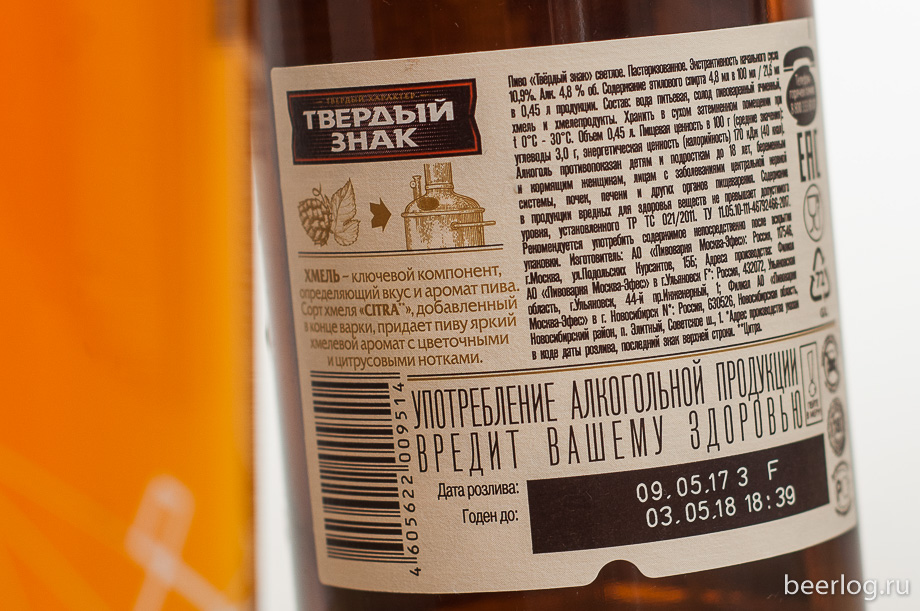 ТВЕРДЫЙ ХАРАКТЕР
ТВЕРДЫЙ
ЗНАК
ХМЕЛЬ – ключевой компонент,
определяющий вкус и аромат пива.
Сорт хмеля «CITRA**», добавленный
в конце варки, придает пиву яркий
хмелевой аромат с цветочными
и цитрусовыми нотками.
Пиво «Твёрдый знак» светлое. Пастеризованное. Экстрактивность начального сусла
10,9%. Алк. 4,8 % об. Содержание этилового спирта 4,8 мл в 100 мл / 21,6 мл
в 0,45 л продукции. Состав: вода питьевая, солод пивоваренный ячменный,
хмель и хмелепродукты. Хранить в сухом затемненном помещении при
t 0°C - 30°C. Объем 0,45 л. Пищевая ценность в 100 г (средние значения):
углеводы 3,0 г, энергетическая ценность (калорийность) 170 кДж (40 ккал).
Алкоголь противопоказан детям и подросткам до 18 лет, беременным
и кормящим женщинам, лицам с заболеваниями центральной нервной
системы, почек, печени и других органов пищеварения. Содержание
в продукции вредных для здоровья веществ не превышает допустимого
уровня, установленного ТР ТС 021/2011. ТУ 11.05.10-111-45792466-2017.
Рекомендуется употребить содержимое непосредственно после вскрытия
упаковки. Изготовитель: АО «Пивоварня Москва-Эфес»: Россия, 117546,
г.Москва, ул.Подольских Курсантов, 15Б; Адреса производства: Филиал
АО «Пивоварня Москва-Эфес» в г.Ульяновск F*: Россия, 432072, Ульяновская
область, г.Ульяновск, 44-й пр.Инженерный, 1; Филиал АО «Пивоварня
Москва-Эфес» в г. Новосибирск N*: Россия, 630526, Новосибирская область,
Новосибирский район, п. Элитный, Советское ш., 1. *Адрес производства указан
в коде даты розлива, последний знак верхней строки. **Цитра.
EAC
УПОТРЕБЛЕНИЕ АЛКОГОЛЬНОЙ ПРОДУКЦИИ
ВРЕДИТ ВАШЕМУ ЗДОРОВЬЮ
4 605622 009514
Дата розлива:
Годен до:
09.05.17 3 F
03.05.18 18:39
beerlog.ru